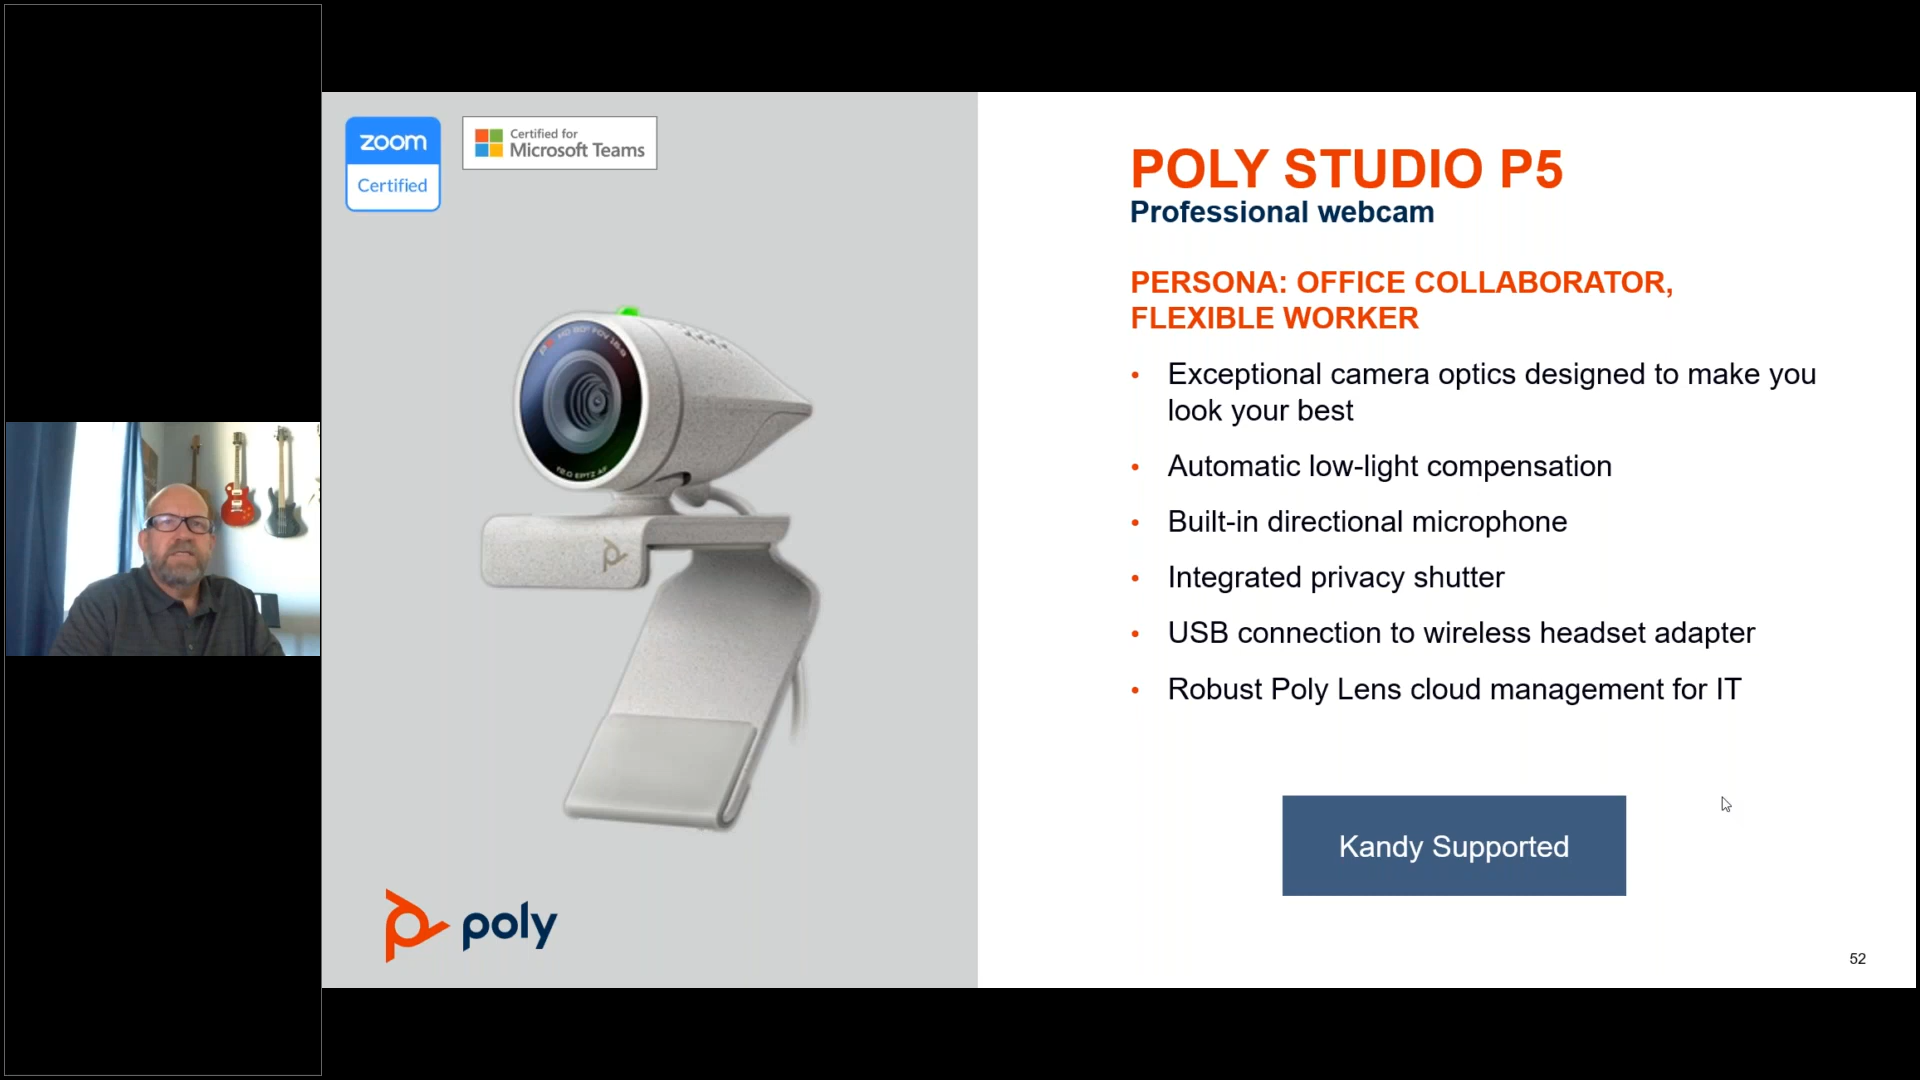 zoom
Certified
Certified for
Microsoft Teams
POLY STUDIO P5
Professional webcam
PERSONA: OFFICE COLLABORATOR,
FLEXIBLE WORKER
• Exceptional camera optics designed to make you
look your best
• Automatic low-light compensation
• Built-in directional microphone
• Integrated privacy shutter
• USB connection to wireless headset adapter
• Robust Poly Lens cloud management for IT
Kandy Supported
poly
52